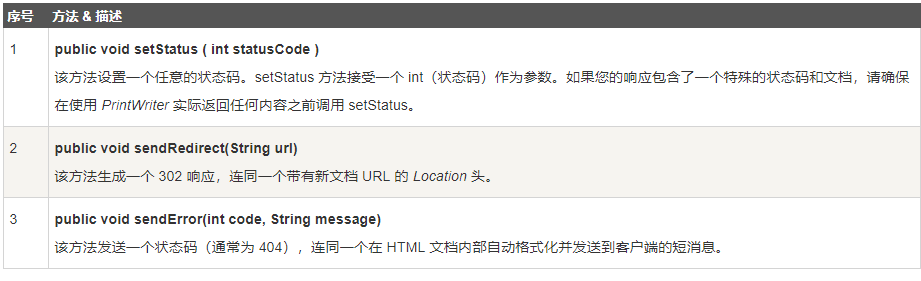 序号 方法 & 描述
1 public void setStatus ( int statusCode )
该方法设置一个任意的状态码。setStatus 方法接受一个 int（状态码）作为参数。如果您的响应包含了一个特殊的状态码和文档，请确保
在使用 PrintWriter 实际返回任何内容之前调用 setStatus。
2 public void sendRedirect(String url)
该方法生成一个 302 响应，连同一个带有新文档 URL 的 Location 头。
3 public void sendError(int code, String message)
该方法发送一个状态码（通常为 404），连同一个在 HTML 文档内部自动格式化并发送到客户端的短消息。